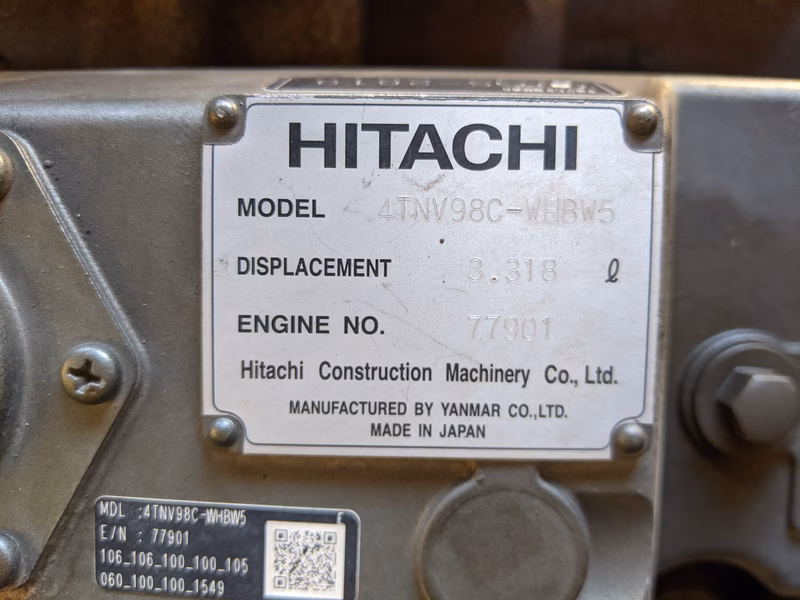 HITACHI
MODEL 4TNV98C-WHBW5
DISPLACEMENT 3.318 ℓ
ENGINE NO. 77901
Hitachi Construction Machinery Co., Ltd.
MANUFACTURED BY YANMAR CO.,LTD.
MADE IN JAPAN
MDL :4TNV98C-WHBW5 E
E/N : 77901
106_106_100_100_105
060_100_100_1549